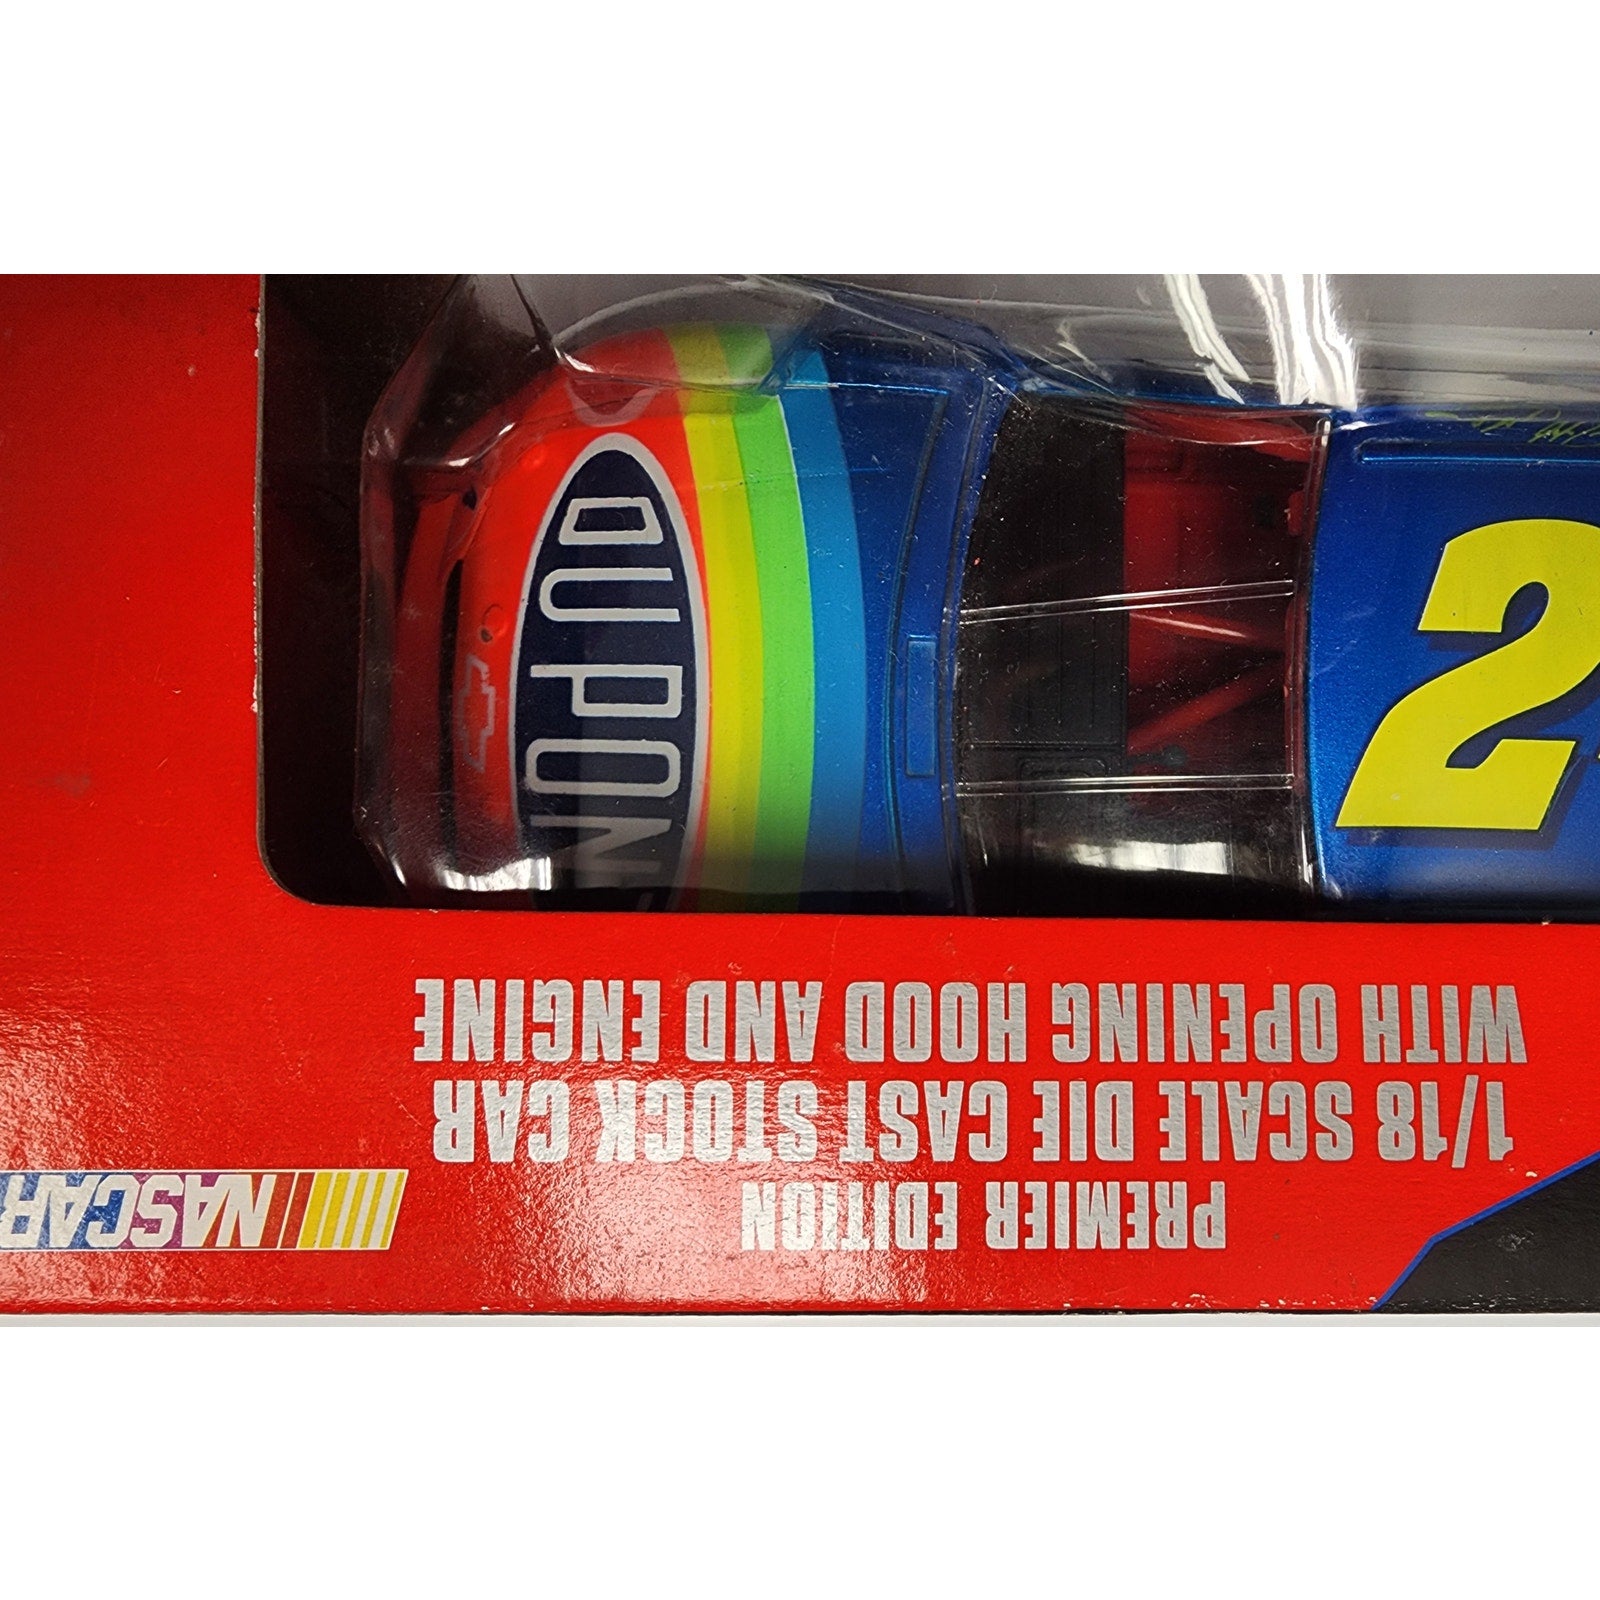 PREMIER EDITION
1/18 SCALE DIE CAST STOCK CAR
WITH OPENING HOOD AND ENGINE
NASCAR
DUPONT
2